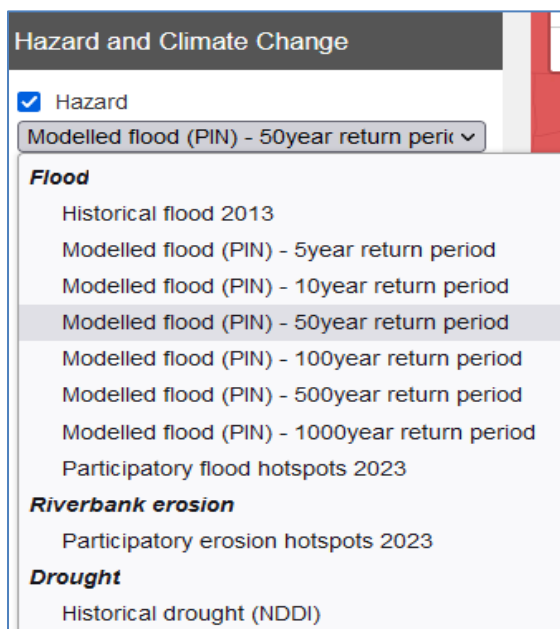 Hazard and Climate Change
Hazard
Modelled flood (PIN) - 50year return peric
Flood
Historical flood 2013
Modelled flood (PIN) - 5year return period
Modelled flood (PIN) - 10year return period
Modelled flood (PIN) - 50year return period
Modelled flood (PIN) - 100year return period
Modelled flood (PIN) - 500year return period
Modelled flood (PIN) - 1000year return period
Participatory flood hotspots 2023
Riverbank erosion
Participatory erosion hotspots 2023
Drought
Historical drought (NDDI)